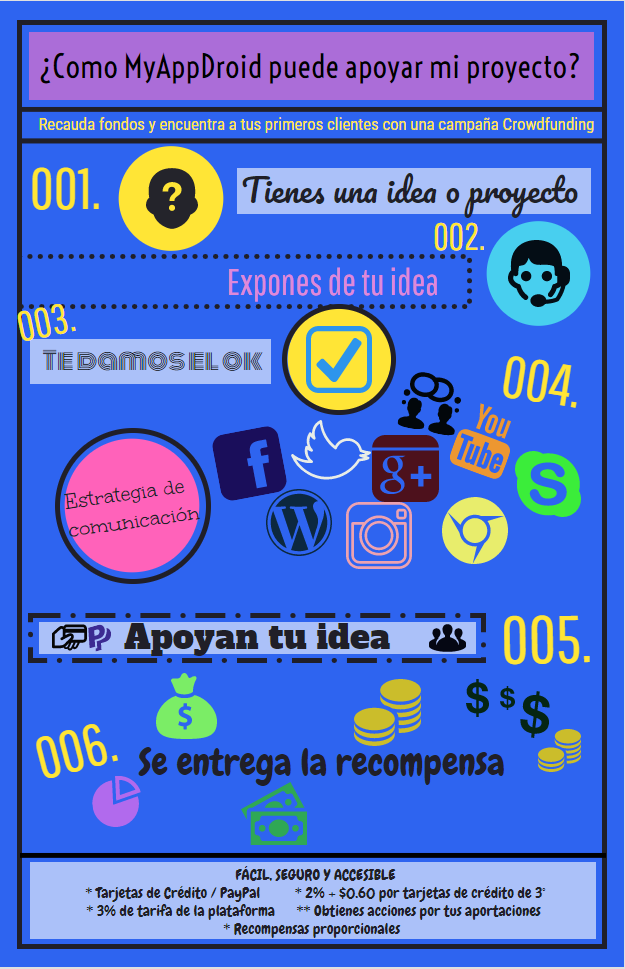 ¿Como MyAppDroid puede apoyar mi proyecto?
Recauda fondos y encuentra a tus primeros clientes con una campaña Crowdfunding
001.
?
Tienes una idea o proyecto
002.
Expones de tu idea
003.
Te damos el OK
004.
You
Tube
f
g+
S
W
Estrategia de
comunicación
Apoyan tu idea
005.
$
$ $ $
006.
Se entrega la recompensa
FÁCIL, SEGURO Y ACCESIBLE
* Tarjetas de Crédito / PayPal * 2% + $0.60 por tarjetas de crédito de 3°
* 3% de tarifa de la plataforma ** Obtienes acciones por tus aportaciones
* Recompensas proporcionales